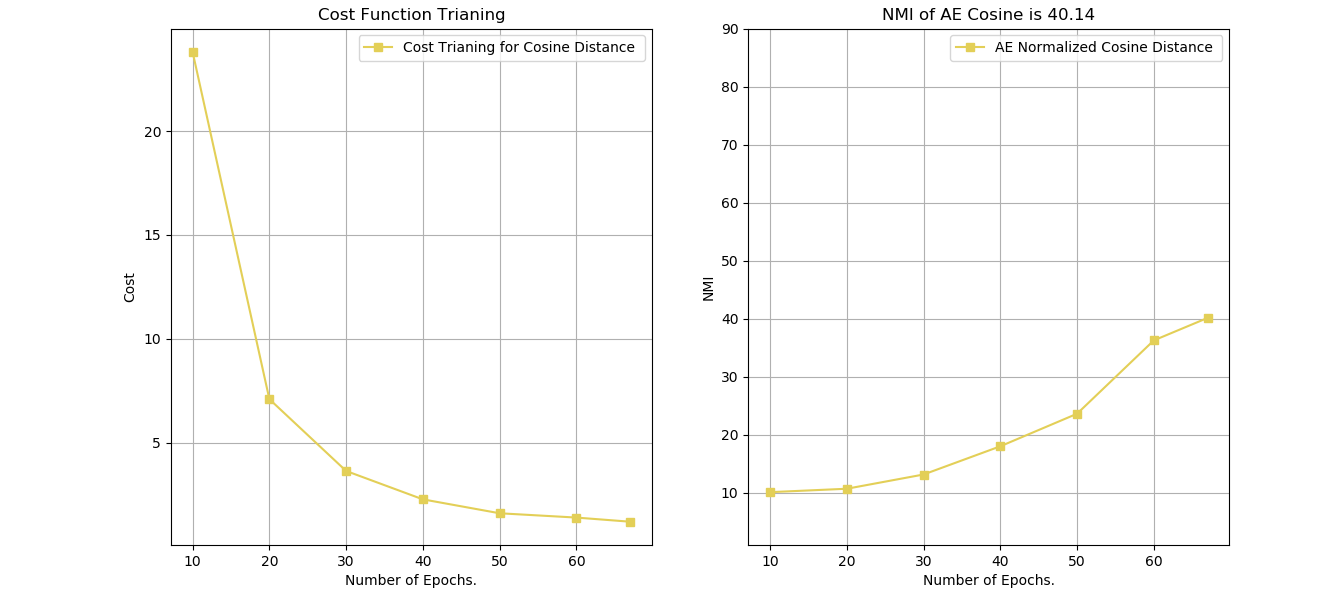 Cost Function Trianing
Cost Trianing for Cosine Distance
20
15
10
5
Cost
10 20 30 40 50 60
Number of Epochs.
NMI of AE Cosine is 40.14
AE Normalized Cosine Distance
90
80
70
60
50
40
30
20
10
NMI
10 20 30 40 50 60
Number of Epochs.